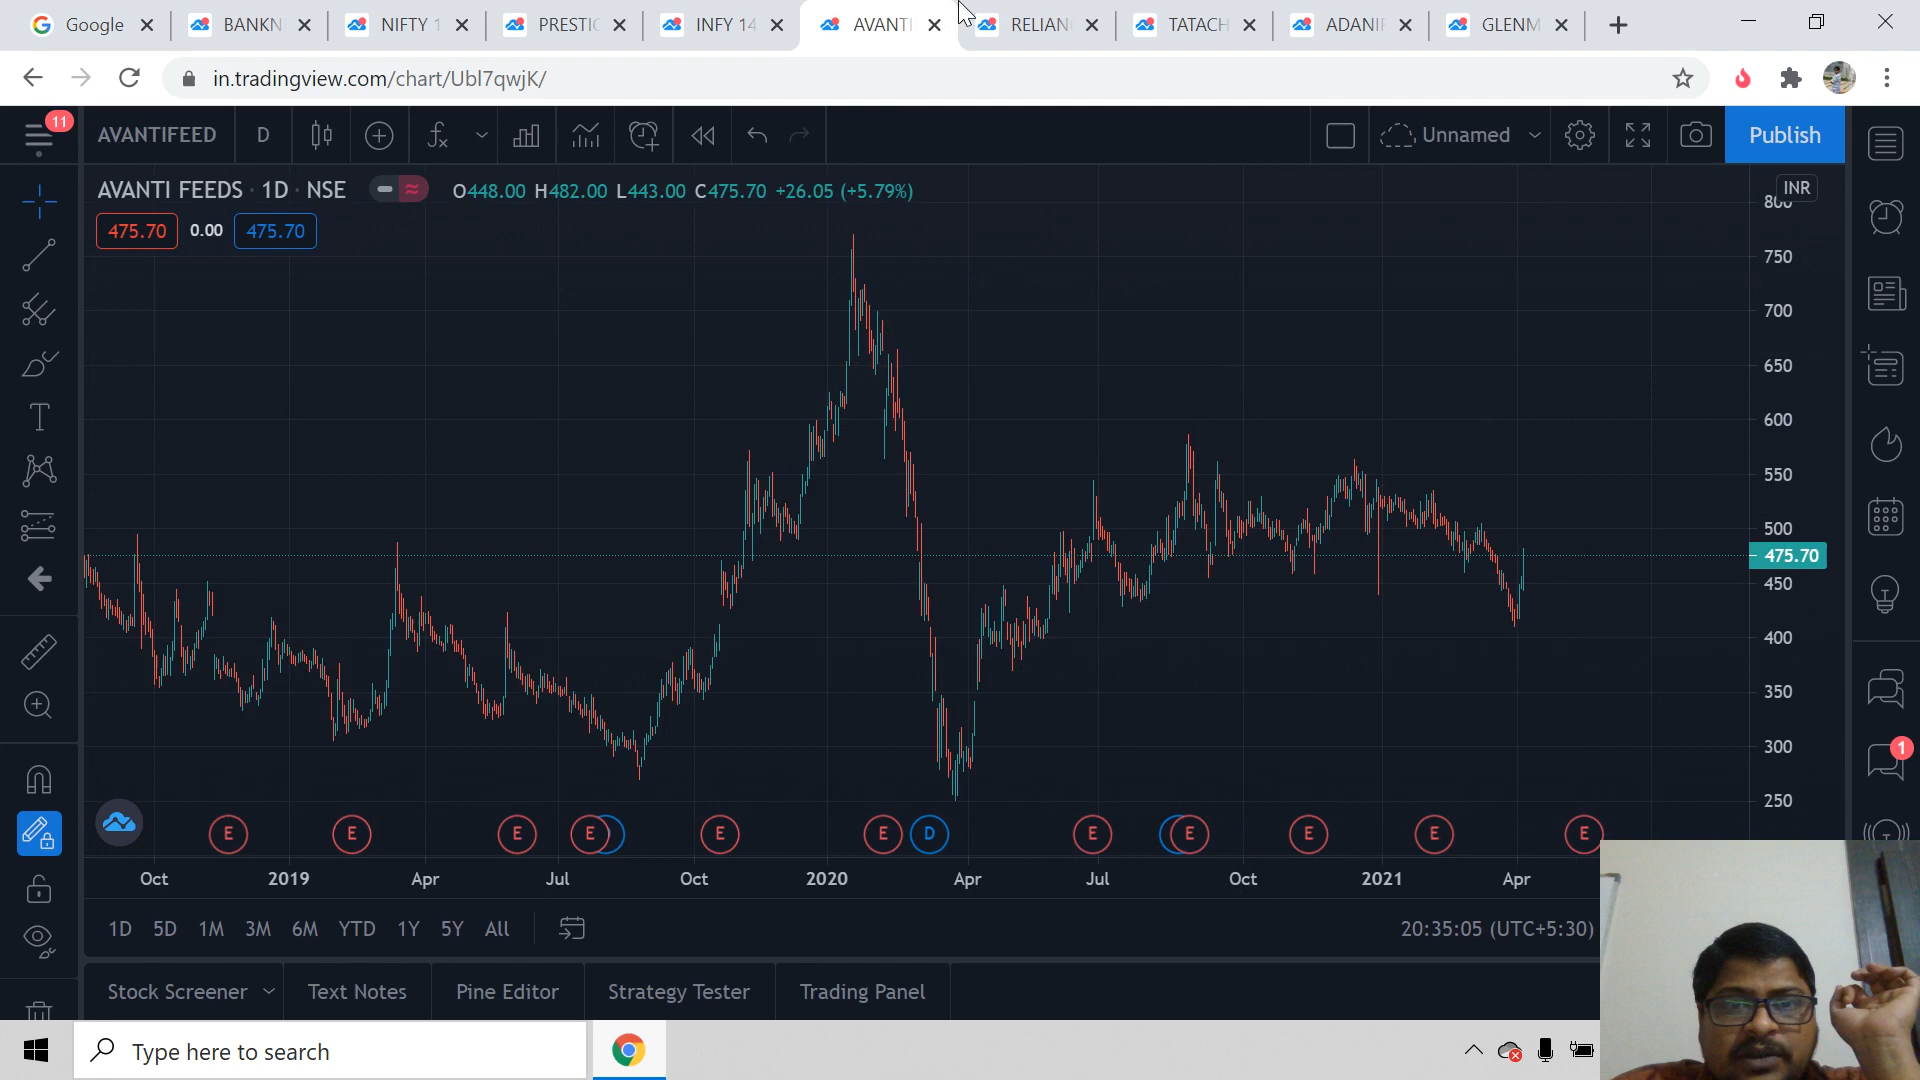 Google BANKN NIFTY 1 PRESTIG INFY 14 AVANTI RELIAN TATACH ADANIP GLENM
in.tradingview.com/chart/Ubl7qwjK/
11 AVANTIFEED D Unnamed Publish
AVANTI FEEDS · 1D · NSE O448.00 H482.00 L443.00 C475.70 +26.05 (+5.79%)
INR
475.70 0.00 475.70
800
750
700
650
600
550
500
475.70
450
400
350
300
250
1
E E E E E E D E E E E E
Oct 2019 Apr Jul Oct 2020 Apr Jul Oct 2021 Apr
1D 5D 1M 3M 6M YTD 1Y 5Y All 20:35:05 (UTC+5:30)
Stock Screener Text Notes Pine Editor Strategy Tester Trading Panel
Type here to search